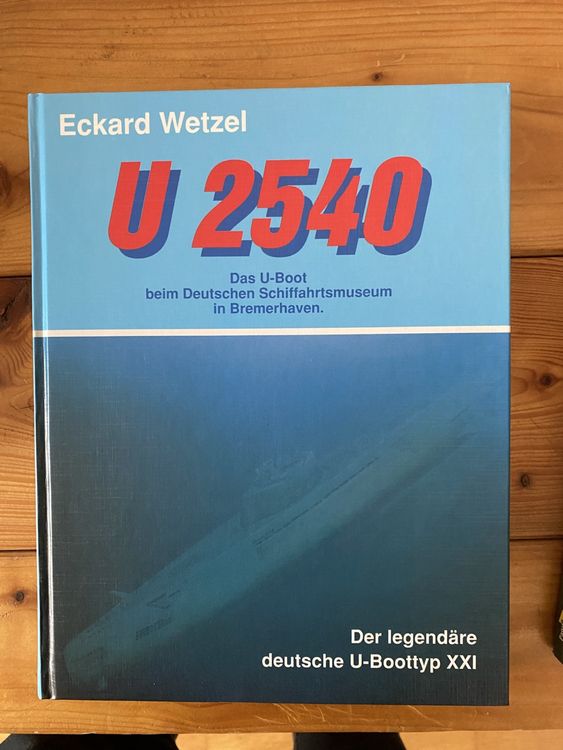 Eckard Wetzel
U 2540
Das U-Boot
beim Deutschen Schiffahrtsmuseum
in Bremerhaven.
Der legendäre
deutsche U-Boottyp XXI